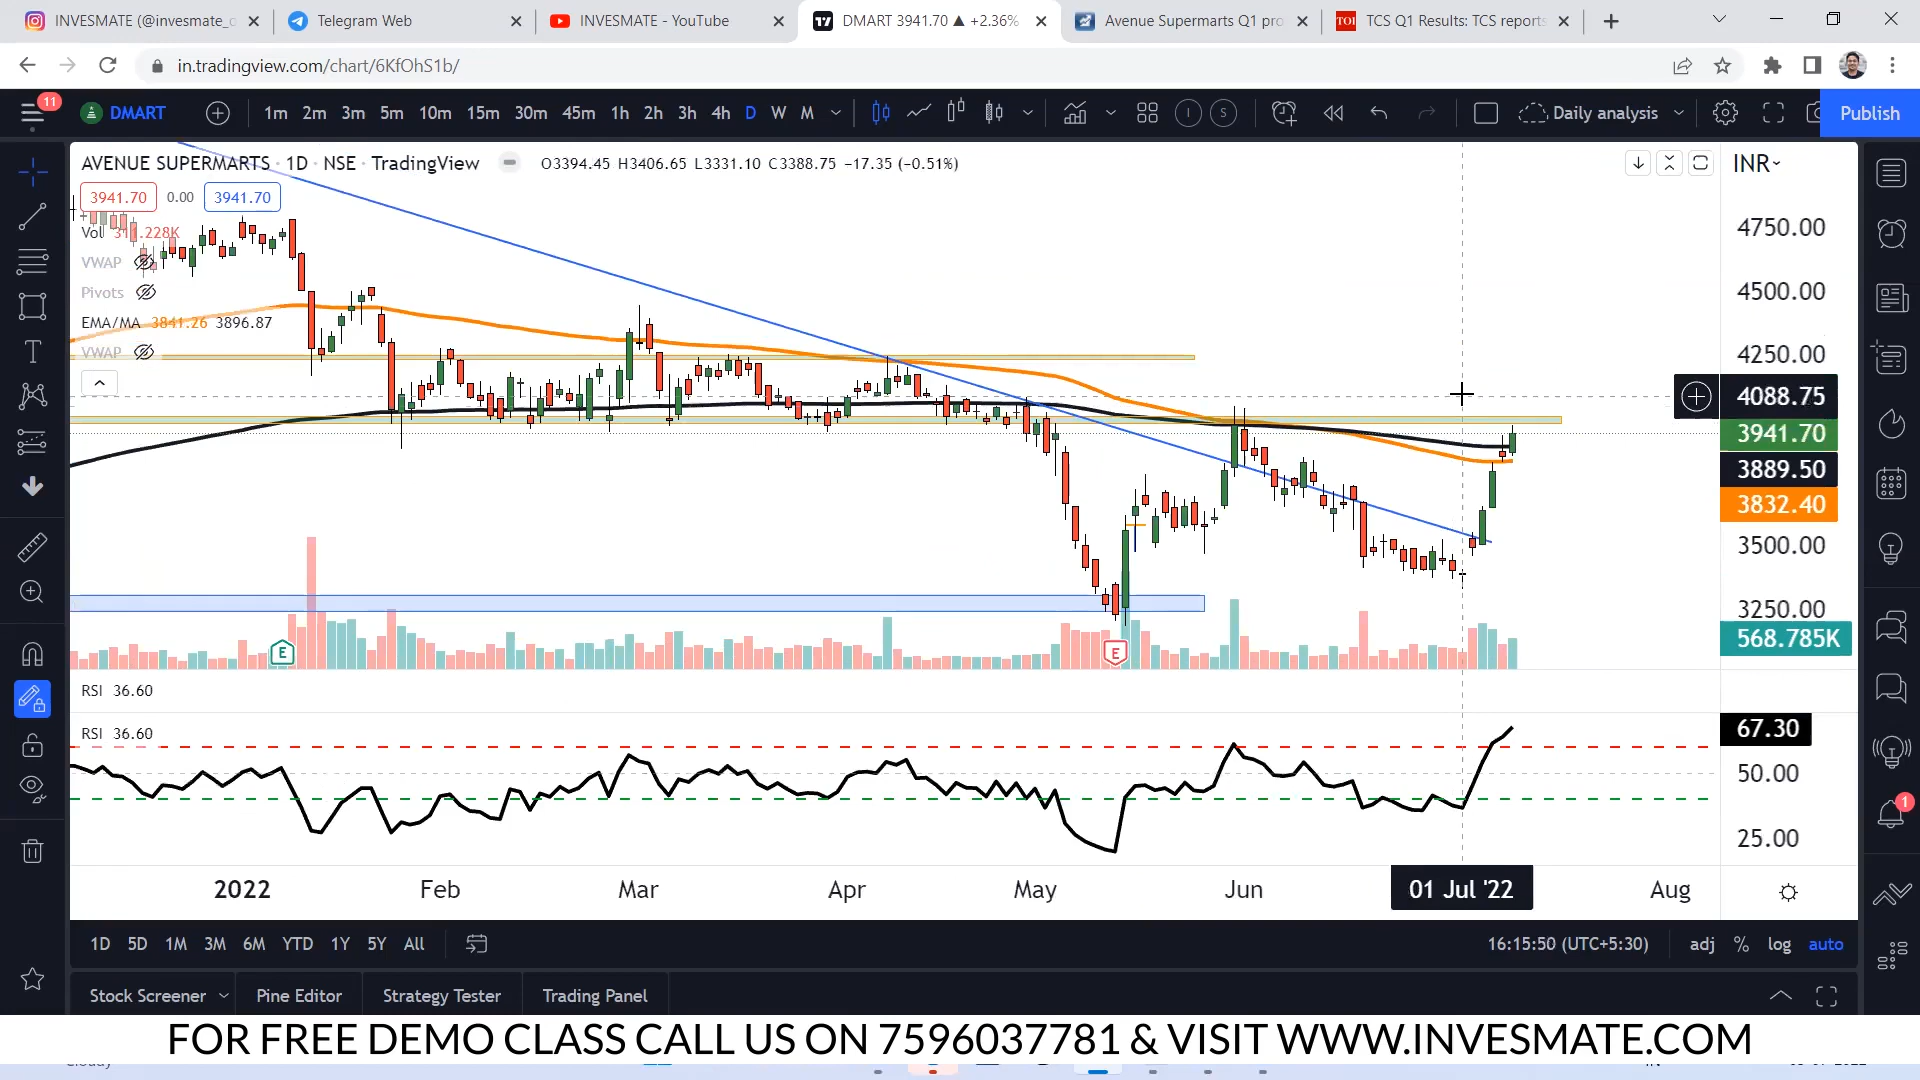 INVESMATE (@invesmate_o
Telegram Web
INVESMATE - YouTube
DMART 3941.70 ▲ +2.36%
Avenue Supermarts Q1 pro
TOI TCS Q1 Results: TCS reports
in.tradingview.com/chart/6KfOhS1b/
11
DMART
1m 2m 3m 5m 10m 15m 30m 45m 1h 2h 3h 4h D W M
I S
Daily analysis
Publish
AVENUE SUPERMARTS · 1D · NSE · TradingView
O3394.45 H3406.65 L3331.10 C3388.75 −17.35 (−0.51%)
INR
3941.70 0.00 3941.70
Vol 311.228K
VWAP
Pivots
EMA/MA 3841.26 3896.87
VWAP
4750.00
4500.00
4250.00
4088.75
3941.70
3889.50
3832.40
3500.00
3250.00
568.785K
E
E
RSI 36.60
RSI 36.60
67.30
50.00
25.00
2022 Feb Mar Apr May Jun 01 Jul '22 Aug
1
1D 5D 1M 3M 6M YTD 1Y 5Y All
16:15:50 (UTC+5:30)
adj % log auto
Stock Screener
Pine Editor
Strategy Tester
Trading Panel
FOR FREE DEMO CLASS CALL US ON 7596037781 & VISIT WWW.INVESMATE.COM